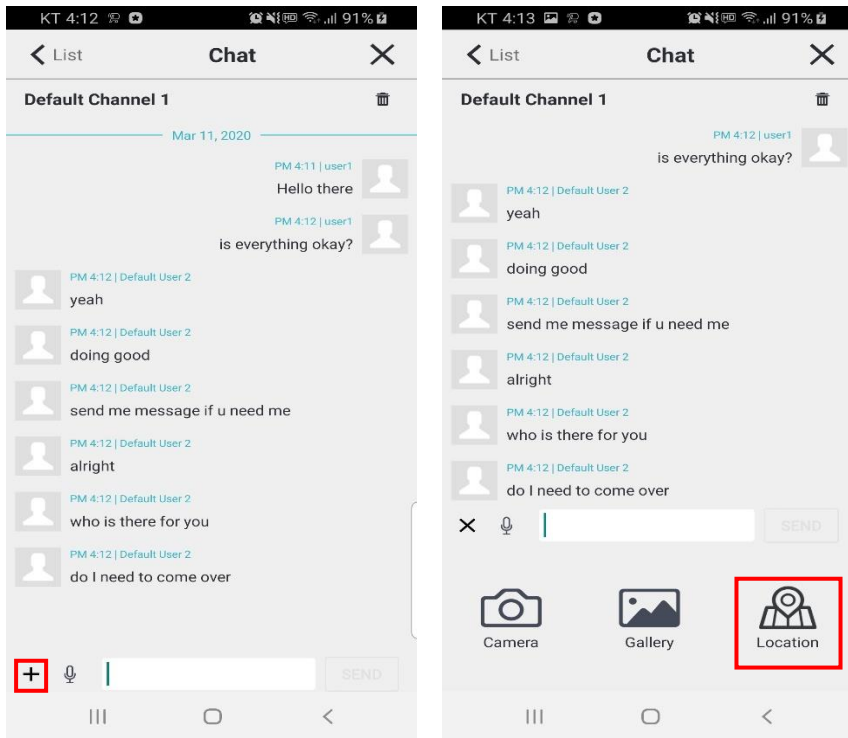 KT 4:12 91%
List Chat
Default Channel 1
Mar 11, 2020
PM 4:11 | user1
Hello there
PM 4:12 | user1
is everything okay?
PM 4:12 | Default User 2
yeah
PM 4:12 | Default User 2
doing good
PM 4:12 | Default User 2
send me message if u need me
PM 4:12 | Default User 2
alright
PM 4:12 | Default User 2
who is there for you
PM 4:12 | Default User 2
do I need to come over
SEND
KT 4:13 HD 91%
List Chat
Default Channel 1
PM 4:12 | user1
is everything okay?
PM 4:12 | Default User 2
yeah
PM 4:12 | Default User 2
doing good
PM 4:12 | Default User 2
send me message if u need me
PM 4:12 | Default User 2
alright
PM 4:12 | Default User 2
who is there for you
PM 4:12 | Default User 2
do I need to come over
SEND
Camera Gallery Location